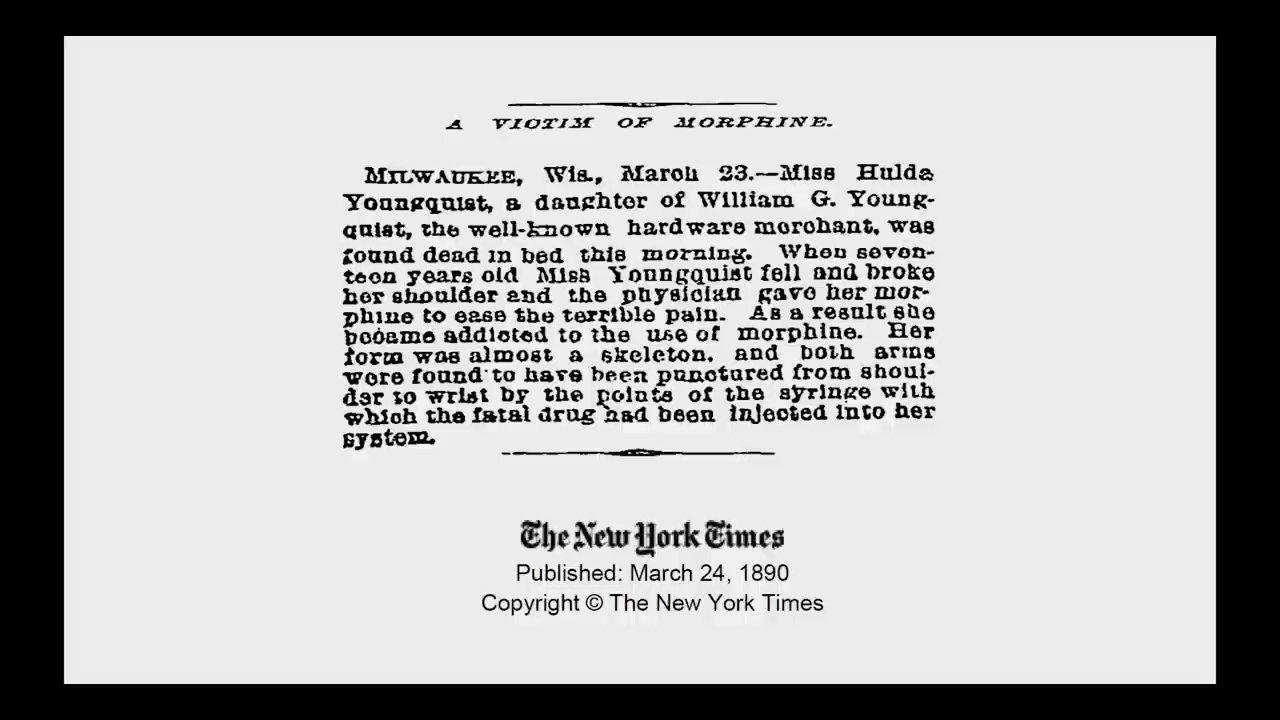 A VICTIM OF MORPHINE.
MILWAUKEE, Wis., March 23.—Miss Hulda
Youngquist, a daughter of William G. Young-
quist, the well-known hardware merchant, was
found dead in bed this morning. When seven-
teen years old Miss Youngquist fell and broke
her shoulder and the physician gave her mor-
phine to ease the terrible pain. As a result she
became addicted to the use of morphine. Her
form was almost a skeleton, and both arms
were found to have been punctured from shoul-
der to wrist by the points of the syringe with
which the fatal drug had been injected into her
system.
The New York Times
Published: March 24, 1890
Copyright © The New York Times